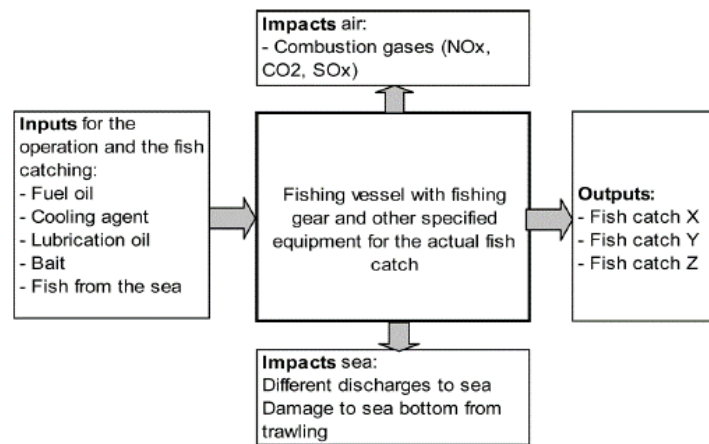 Impacts air:
- Combustion gases (NOx,
CO2, SOx)
Inputs for the
operation and the fish
catching:
- Fuel oil
- Cooling agent
- Lubrication oil
- Bait
- Fish from the sea
Fishing vessel with fishing
gear and other specified
equipment for the actual fish
catch
Outputs:
- Fish catch X
- Fish catch Y
- Fish catch Z
Impacts sea:
Different discharges to sea
Damage to sea bottom from
trawling